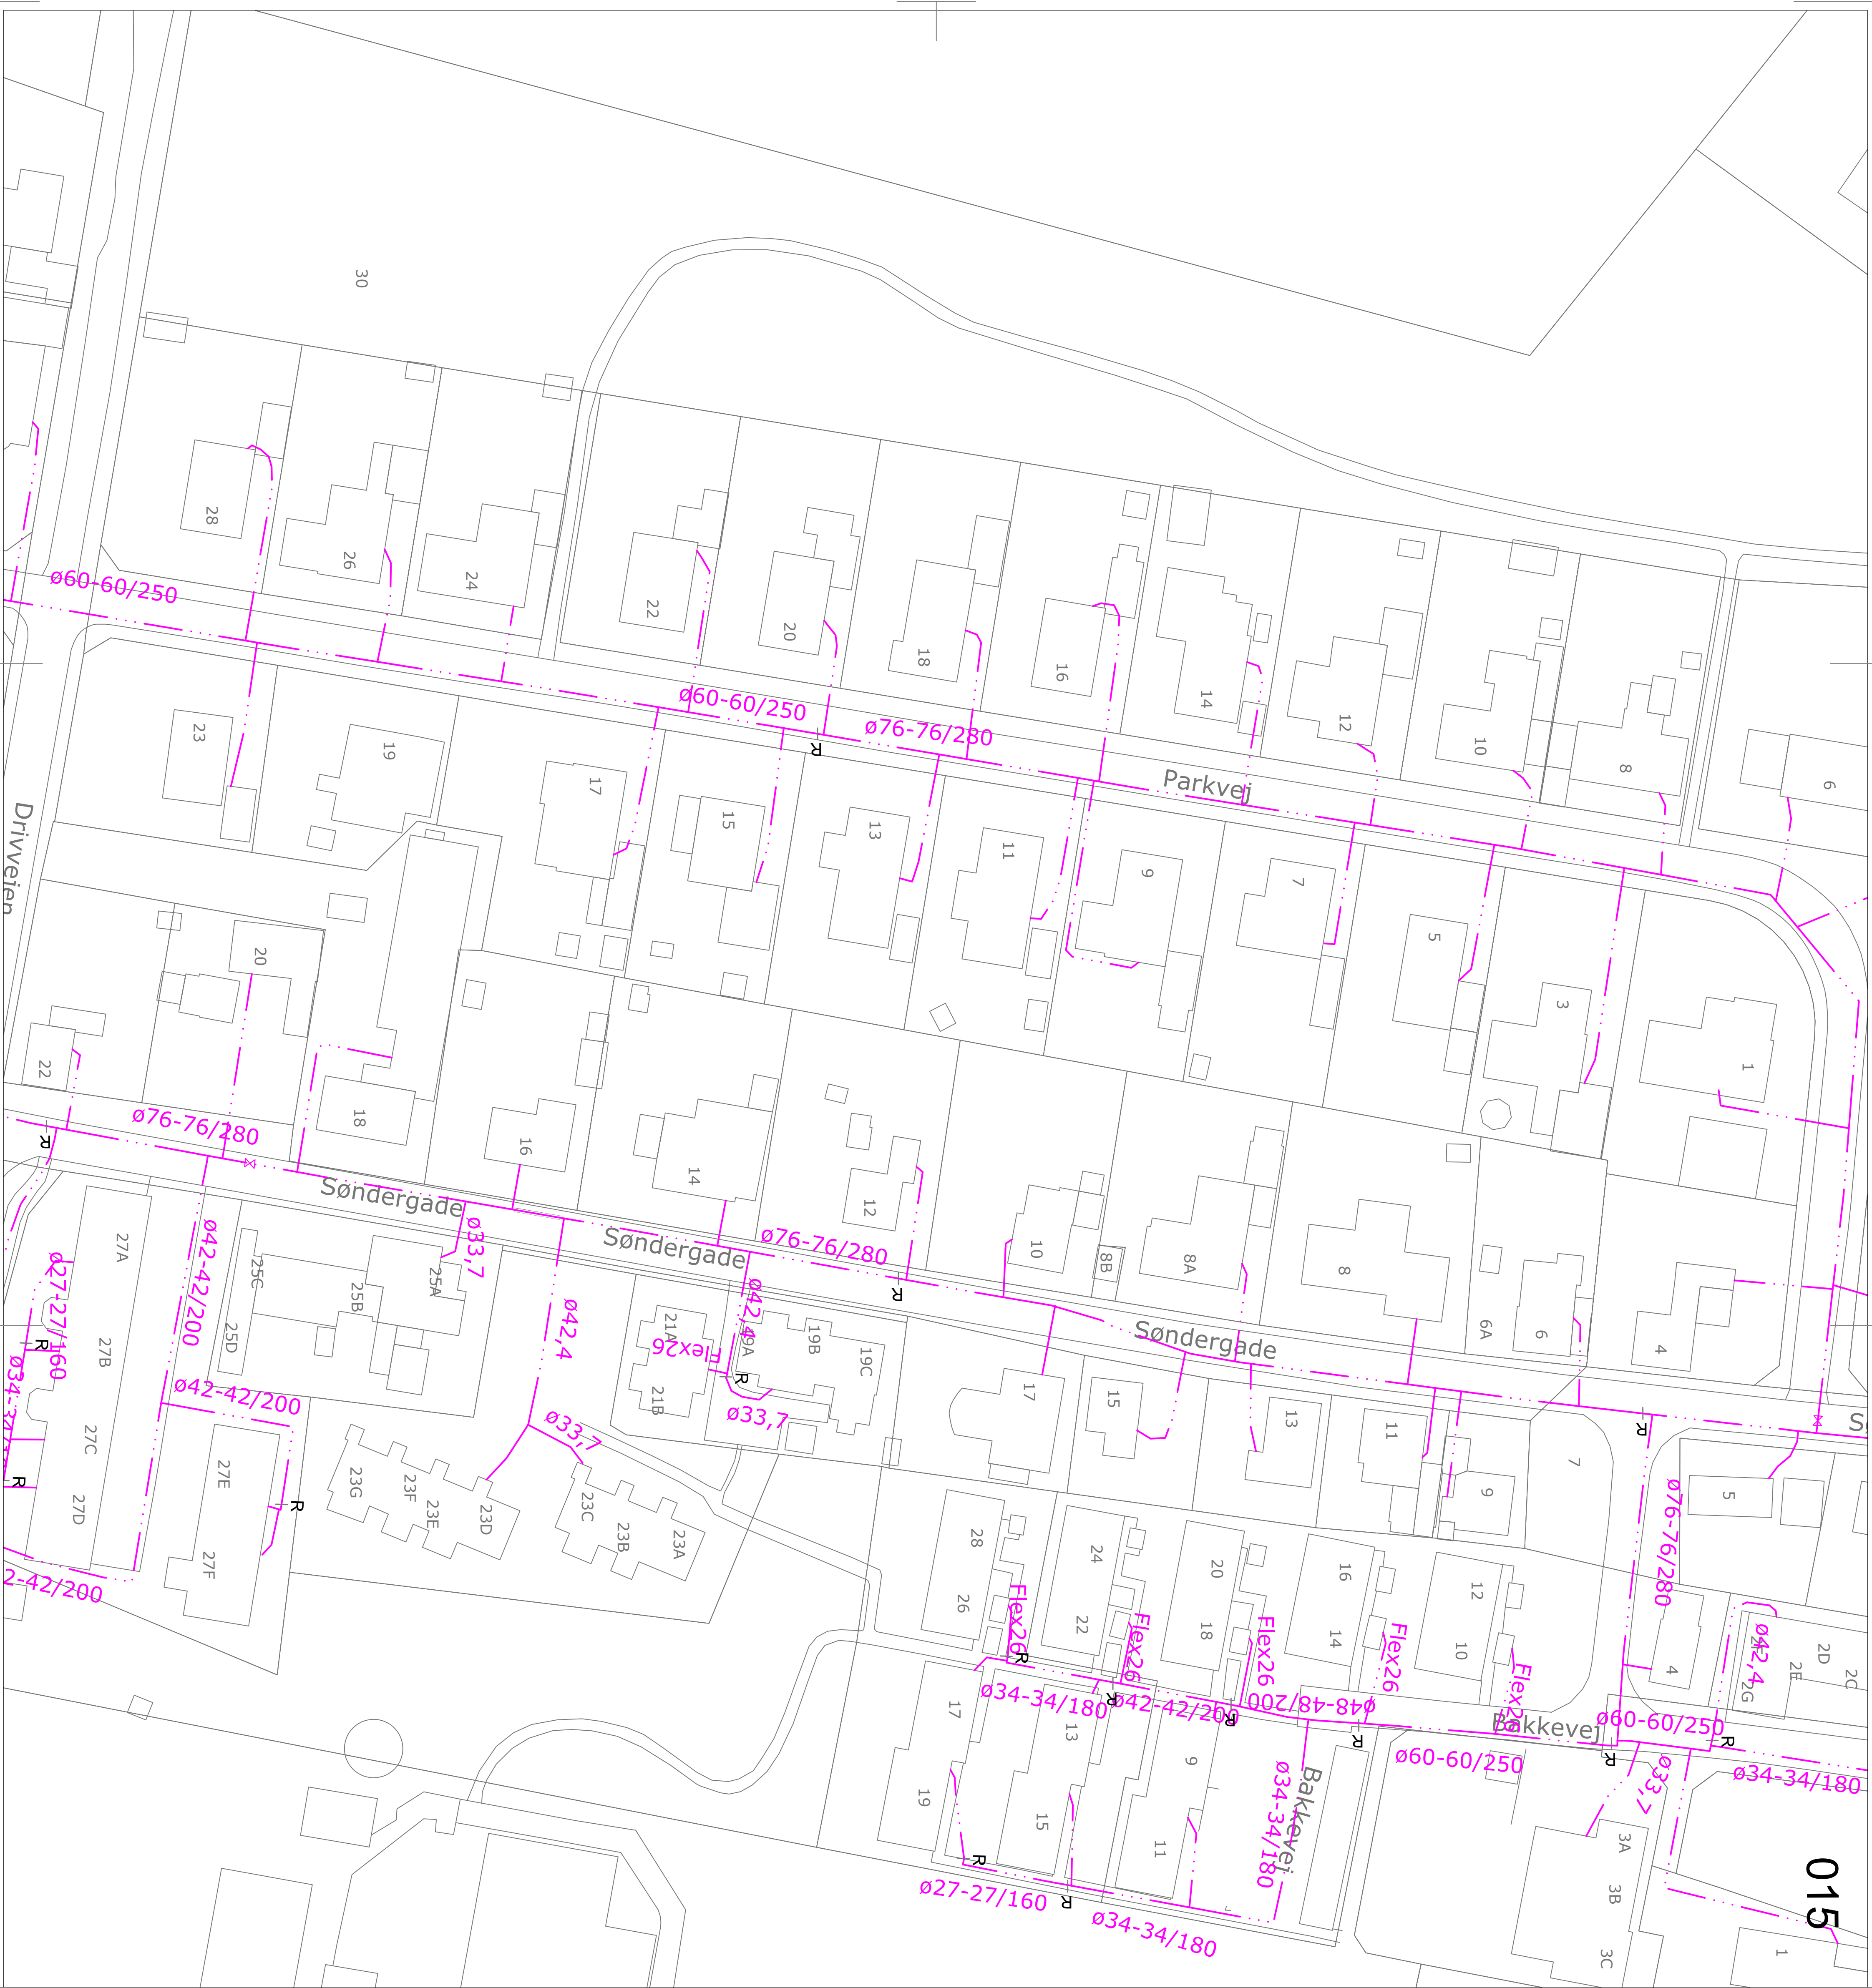 30
28
26
24
22
20
18
16
14
12
10
8
6
ø60-60/250
ø60-60/250
R
ø76-76/280
Parkvej
23
19
17
15
13
11
9
7
5
3
1
Drivvejen
20
22
18
16
14
12
10
8B
8A
8
6A
6
4
R
ø76-76/280
Søndergade
Søndergade
ø76-76/280
R
Søndergade
R
27A
27B
27C
27D
27E
27F
25C
25B
25A
25D
ø27-27/160
R
R
ø42-42/200
ø42-42/200
R
ø33,7
ø42,4
ø33,7
23G
23F
23E
23D
23C
23B
23A
21A
21B
Flex26
ø42,4
19A
19B
19C
R
ø33,7
17
15
13
11
9
7
5
ø76-76/280
28
26
24
22
20
18
16
14
12
10
4
2D
2E
2C
2G
ø42,4
Flex26
R
Flex26
R
Flex26
R
Flex26
R
Flex26
R
R
ø34-34/180
ø42-42/200
ø48-48/200
Bakkevej
ø60-60/250
ø60-60/250
ø34-34/180
ø33,7
17
19
13
15
9
11
ø34-34/180
Bakkevej
R
R
ø27-27/160
ø34-34/180
3A
3B
3C
1
015